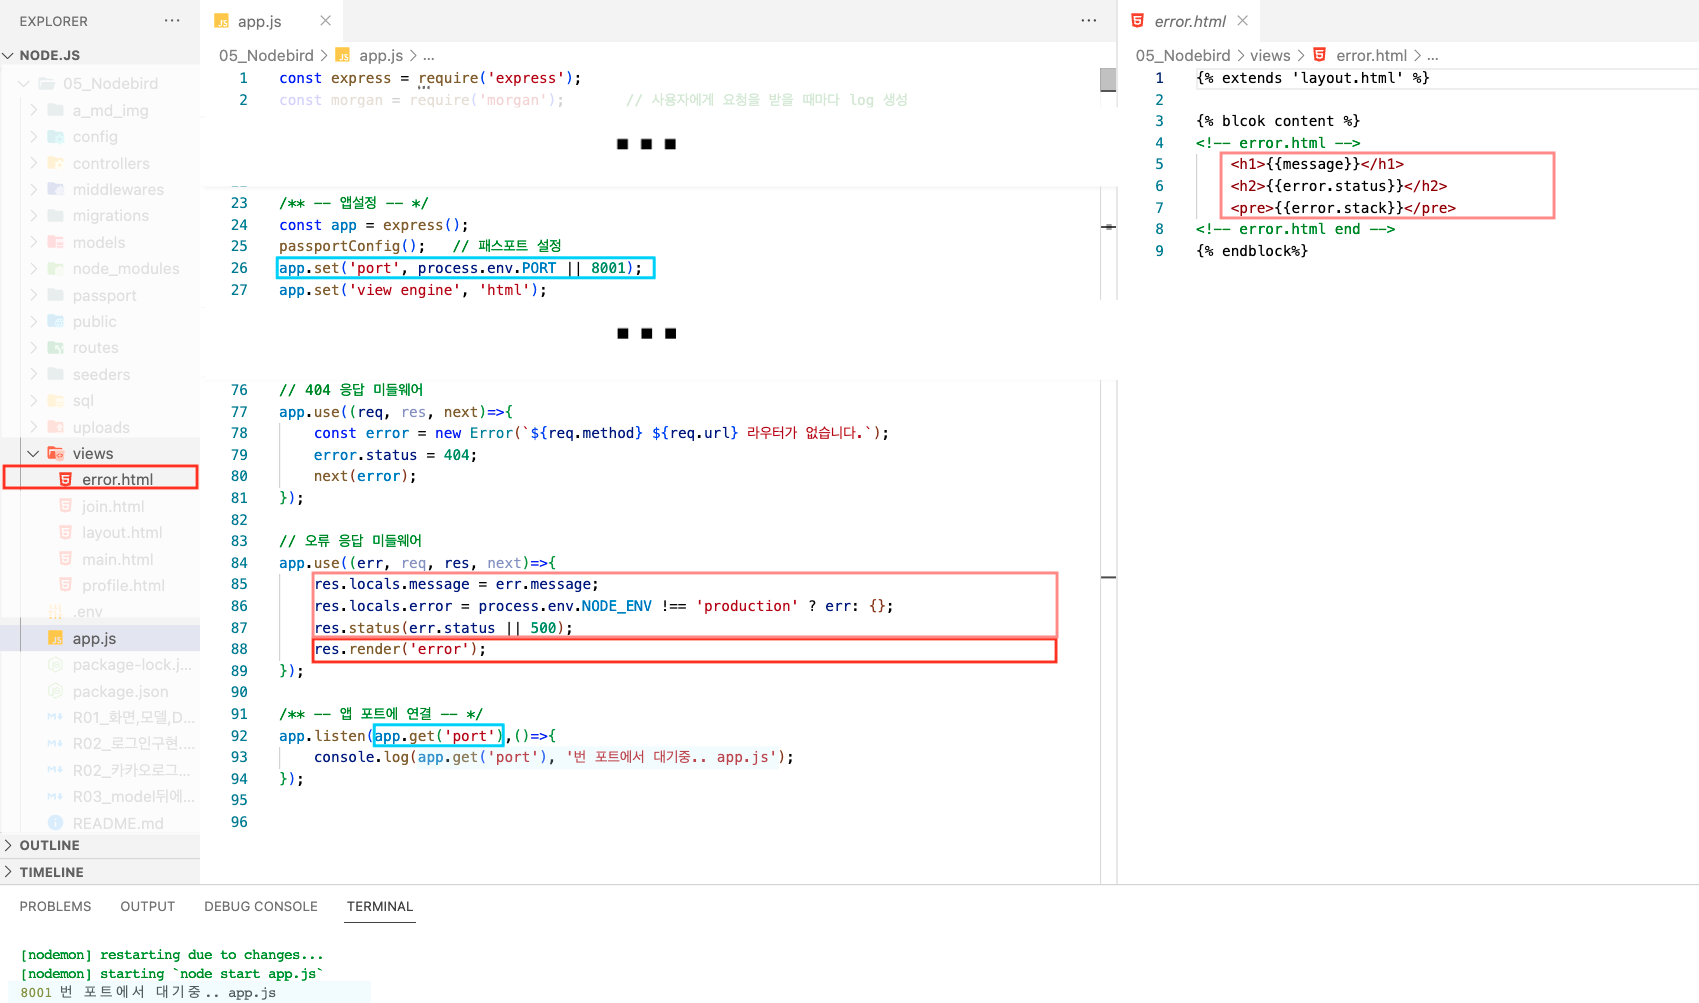 EXPLORER
NODE.JS
05_Nodebird
a_md_img
config
controllers
middlewares
migrations
models
node_modules
passport
public
routes
seeders
sql
uploads
views
error.html
join.html
layout.html
main.html
profile.html
.env
app.js
package-lock.j...
package.json
R01_화면,모델,D...
R02_로그인구현....
R02_카카오로그...
R03_model뒤에...
README.md
OUTLINE
TIMELINE
app.js
05_Nodebird > app.js > ...
1 const express = require('express');
2 const morgan = require('morgan'); // 사용자에게 요청을 받을 때마다 log 생성
■ ■ ■
23 /** -- 앱설정 -- */
24 const app = express();
25 passportConfig(); // 패스포트 설정
26 app.set('port', process.env.PORT || 8001);
27 app.set('view engine', 'html');
■ ■ ■
76 // 404 응답 미들웨어
77 app.use((req, res, next)=>{
78 const error = new Error(`${req.method} ${req.url} 라우터가 없습니다.`);
79 error.status = 404;
80 next(error);
81 });
82
83 // 오류 응답 미들웨어
84 app.use((err, req, res, next)=>{
85 res.locals.message = err.message;
86 res.locals.error = process.env.NODE_ENV !== 'production' ? err: {};
87 res.status(err.status || 500);
88 res.render('error');
89 });
90
91 /** -- 앱 포트에 연결 -- */
92 app.listen(app.get('port'),()=>{
93 console.log(app.get('port'), '번 포트에서 대기중.. app.js');
94 });
95
96
error.html
05_Nodebird > views > error.html > ...
1 {% extends 'layout.html' %}
2
3 {% blcok content %}
4 <!-- error.html -->
5 <h1>{{message}}</h1>
6 <h2>{{error.status}}</h2>
7 <pre>{{error.stack}}</pre>
8 <!-- error.html end -->
9 {% endblock%}
PROBLEMS OUTPUT DEBUG CONSOLE TERMINAL
[nodemon] restarting due to changes...
[nodemon] starting `node start app.js`
8001 번 포트에서 대기중.. app.js